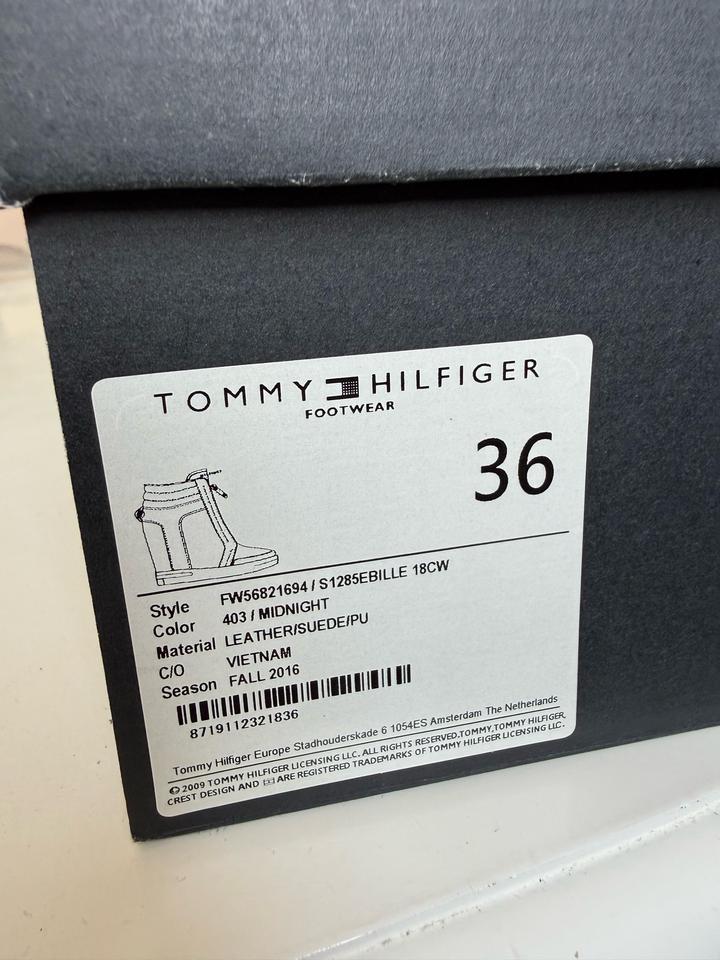 TOMMY HILFIGER
FOOTWEAR
36
Style FW56821694 / S1285EBILLE 18CW
Color 403 / MIDNIGHT
Material LEATHER/SUEDE/PU
C/O VIETNAM
Season FALL 2016
8719112321836
Tommy Hilfiger Europe Stadhouderskade 6 1054ES Amsterdam The Netherlands
© 2009 TOMMY HILFIGER LICENSING LLC. ALL RIGHTS RESERVED.TOMMY,TOMMY HILFIGER,
CREST DESIGN AND ARE REGISTERED TRADEMARKS OF TOMMY HILFIGER LICENSING LLC.